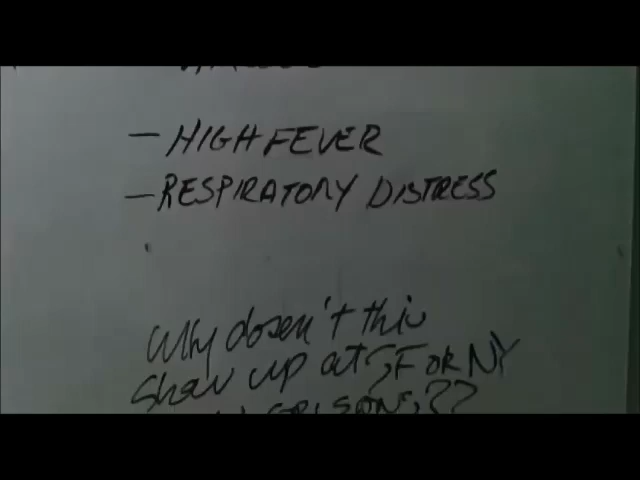 — HIGH FEVER
— RESPIRATORY DISTRESS
Why doesn't this
show up at SF OR NY